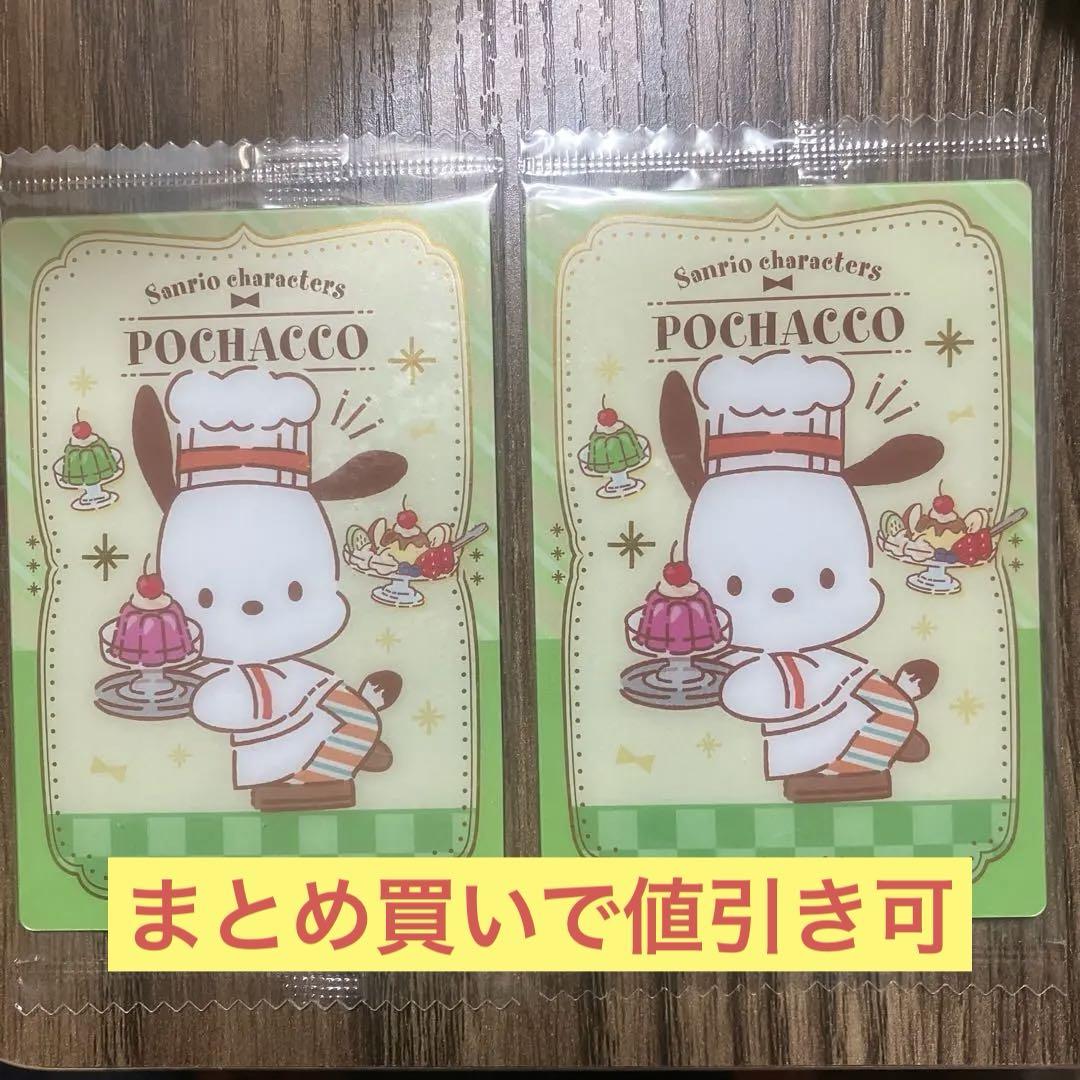 Sanrio characters
POCHACCO
Sanrio characters
POCHACCO
まとめ買いで値引き可